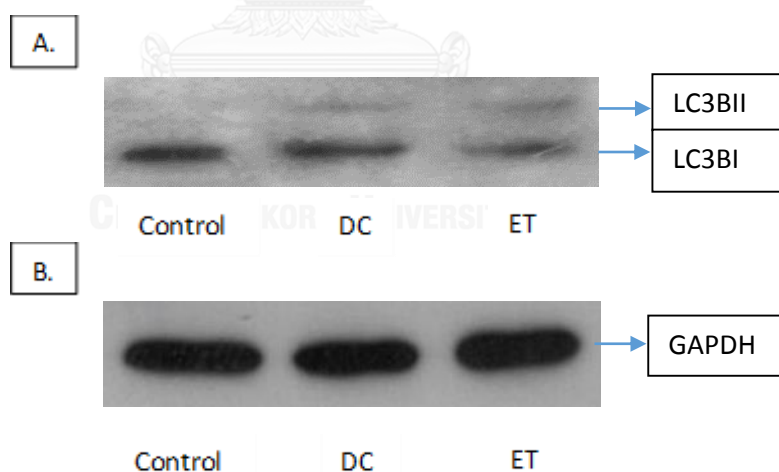 A.
LC3BII
LC3BI
Control DC ET
B.
GAPDH
Control DC ET